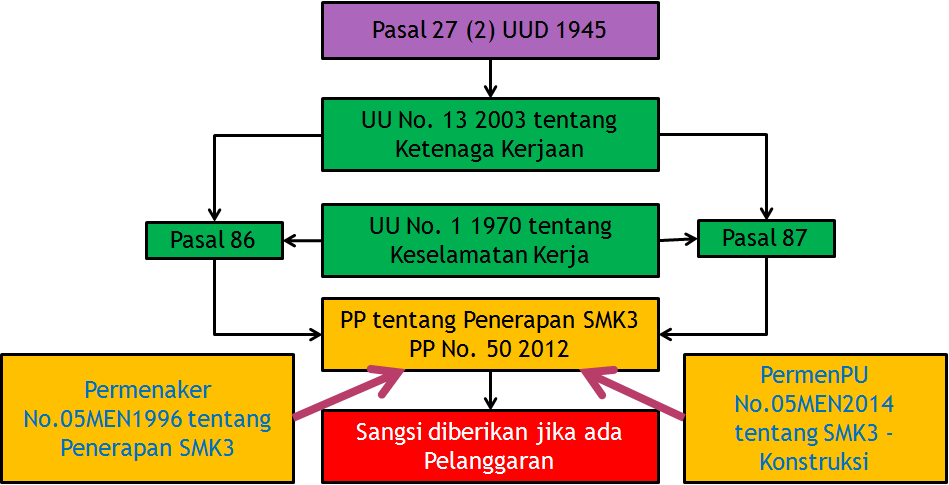 Pasal 27 (2) UUD 1945
UU No. 13 2003 tentang
Ketenaga Kerjaan
Pasal 86
UU No. 1 1970 tentang
Keselamatan Kerja
Pasal 87
PP tentang Penerapan SMK3
PP No. 50 2012
Permenaker
No.05MEN1996 tentang
Penerapan SMK3
Sangsi diberikan jika ada
Pelanggaran
PermenPU
No.05MEN2014
tentang SMK3 -
Konstruksi